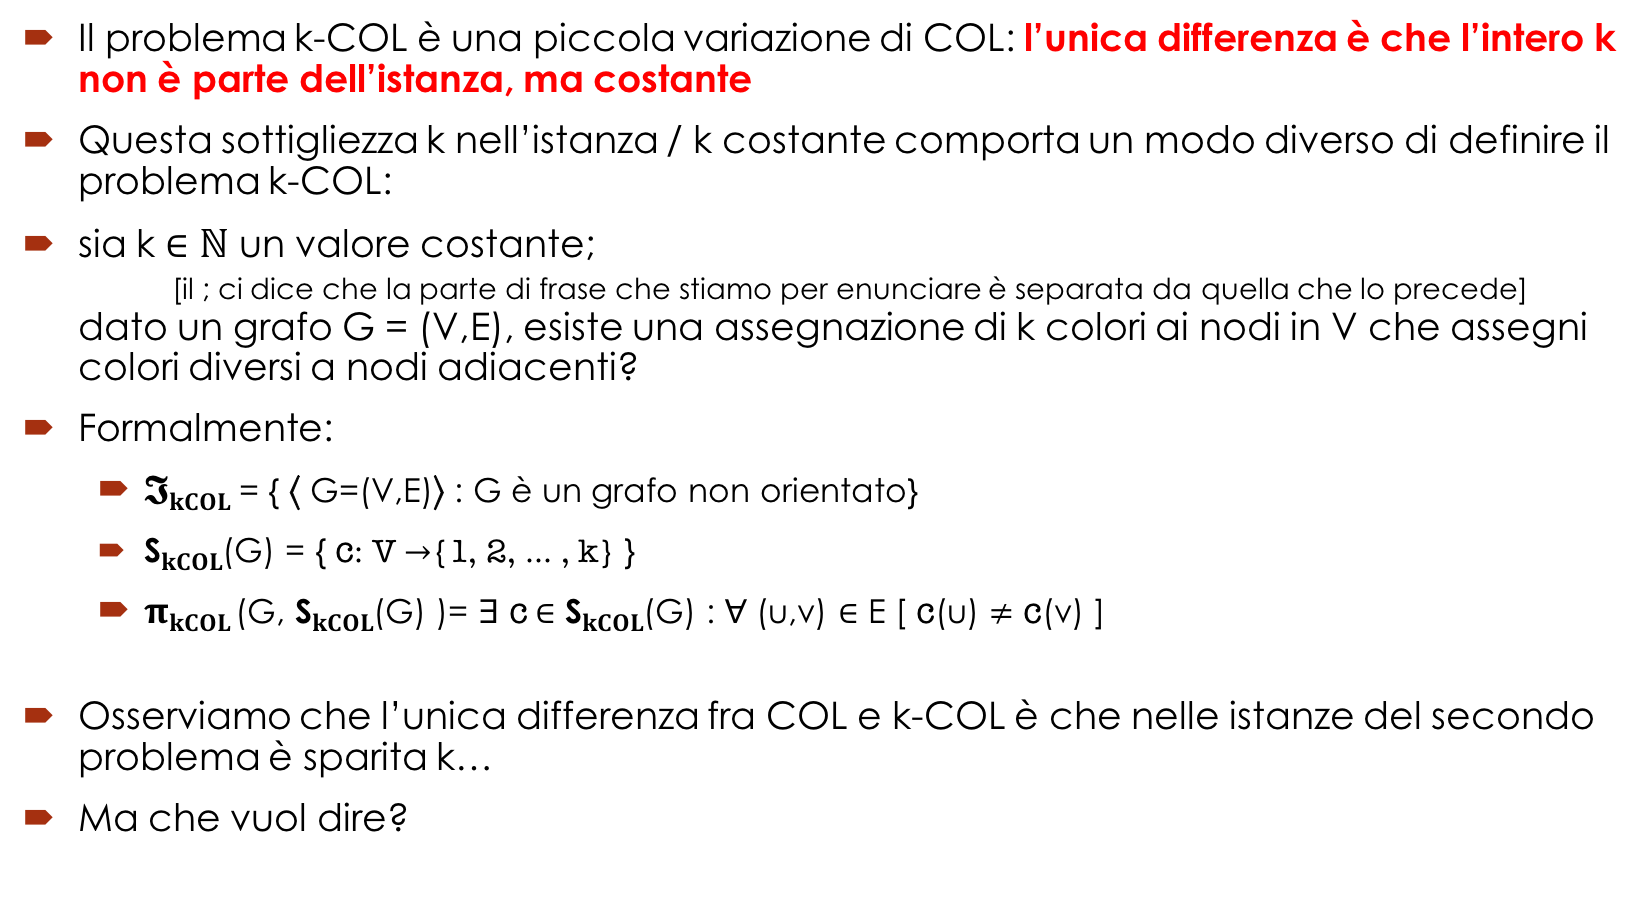 Il problema k-COL è una piccola variazione di COL: l’unica differenza è che l’intero k
non è parte dell’istanza, ma costante
Questa sottigliezza k nell’istanza / k costante comporta un modo diverso di definire il
problema k-COL:
sia k ∈ ℕ un valore costante;
[il ; ci dice che la parte di frase che stiamo per enunciare è separata da quella che lo precede]
dato un grafo G = (V,E), esiste una assegnazione di k colori ai nodi in V che assegni
colori diversi a nodi adiacenti?
Formalmente:
ℑkCOL = { ⟨ G=(V,E)⟩ : G è un grafo non orientato}
SkCOL(G) = { c: V →{1, 2, … , k} }
πkCOL (G, SkCOL(G) )= ∃ c ∈ SkCOL(G) : ∀ (u,v) ∈ E [ c(u) ≠ c(v) ]
Osserviamo che l’unica differenza fra COL e k-COL è che nelle istanze del secondo
problema è sparita k…
Ma che vuol dire?